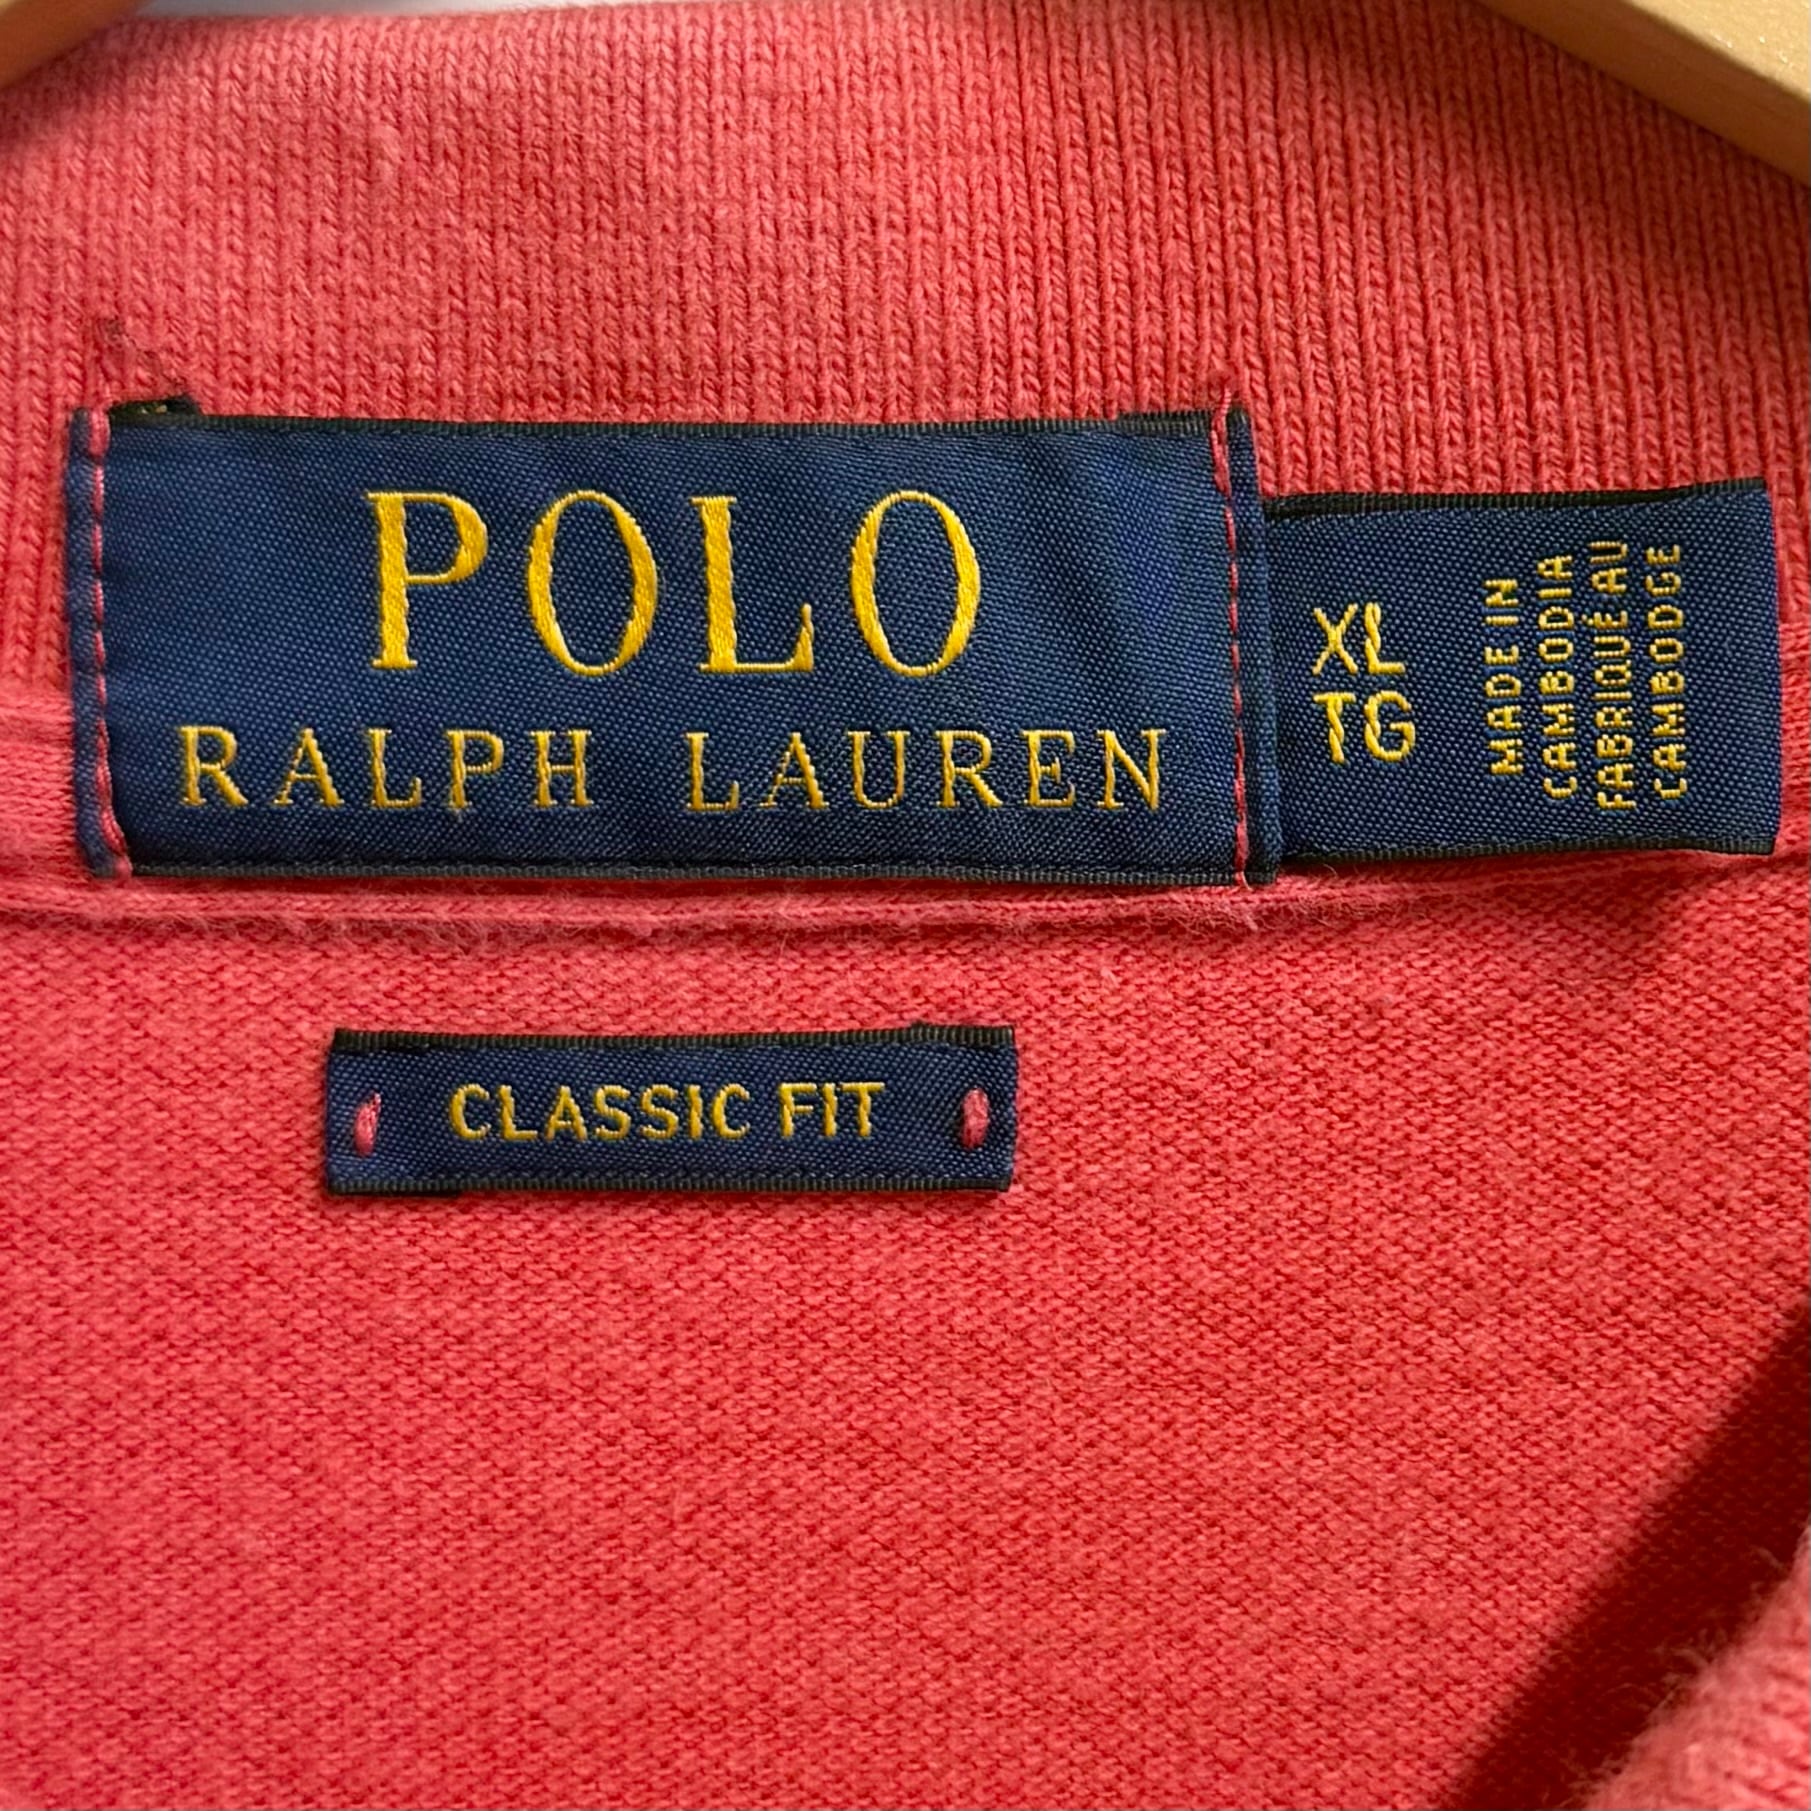 POLO
RALPH LAUREN
XL
TG
MADE IN
CAMBODIA
FABRIQUÉ AU
CAMBODGE
CLASSIC FIT